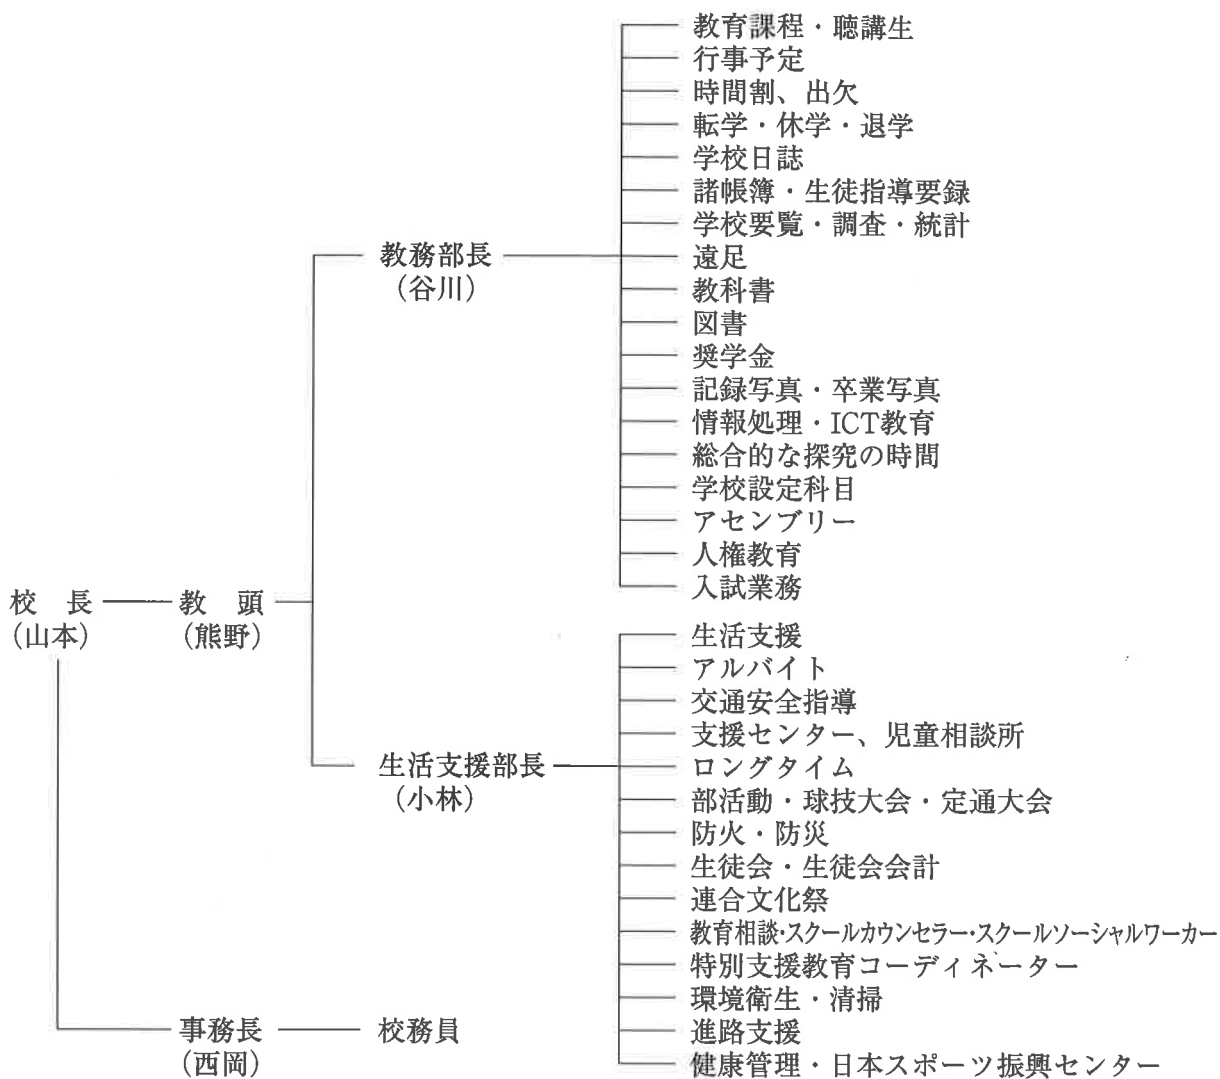 教育課程・聴講生
行事予定
時間割、出欠
転学・休学・退学
学校日誌
諸帳簿・生徒指導要録
学校要覧・調査・統計
教務部長
(谷川)
遠足
教科書
図書
奨学金
記録写真・卒業写真
情報処理・ICT教育
総合的な探究の時間
学校設定科目
アセンブリー
人権教育
入試業務
校 長
(山本)
教 頭
(熊野)
生活支援
アルバイト
交通安全指導
支援センター、児童相談所
生活支援部長
(小林)
ロングタイム
部活動・球技大会・定通大会
防火・防災
生徒会・生徒会会計
連合文化祭
教育相談・スクールカウンセラー・スクールソーシャルワーカー
特別支援教育コーディネーター
環境衛生・清掃
進路支援
健康管理・日本スポーツ振興センター
事務長
(西岡)
校務員